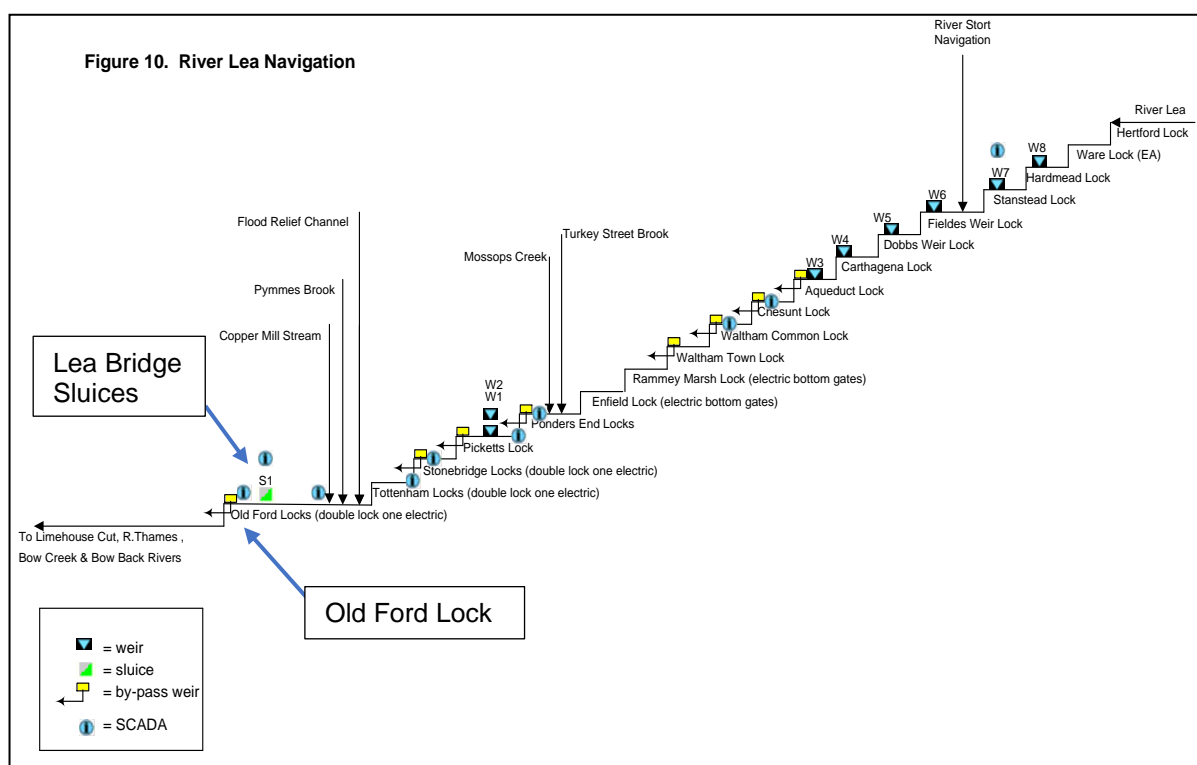 Figure 10. River Lea Navigation
River Stort
Navigation
River Lea
Hertford Lock
Ware Lock (EA)
W8
Hardmead Lock
W7
Stanstead Lock
W6
Fieldes Weir Lock
W5
Dobbs Weir Lock
W4
Carthagena Lock
W3
Aqueduct Lock
Chesunt Lock
Waltham Common Lock
Waltham Town Lock
Rammey Marsh Lock (electric bottom gates)
Enfield Lock (electric bottom gates)
Turkey Street Brook
Mossops Creek
Ponders End Locks
W2
W1
Picketts Lock
Stonebridge Locks (double lock one electric)
Tottenham Locks (double lock one electric)
Flood Relief Channel
Pymmes Brook
Copper Mill Stream
Lea Bridge
Sluices
S1
Old Ford Locks (double lock one electric)
To Limehouse Cut, R.Thames ,
Bow Creek & Bow Back Rivers
Old Ford Lock
= weir
= sluice
= by-pass weir
= SCADA